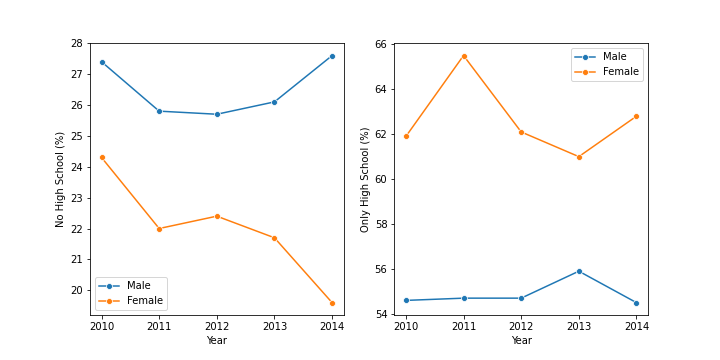 28
27
26
25
24
23
22
21
20
No High School (%)
Male
Female
2010 2011 2012 2013 2014
Year
66
64
62
60
58
56
54
Only High School (%)
Male
Female
2010 2011 2012 2013 2014
Year